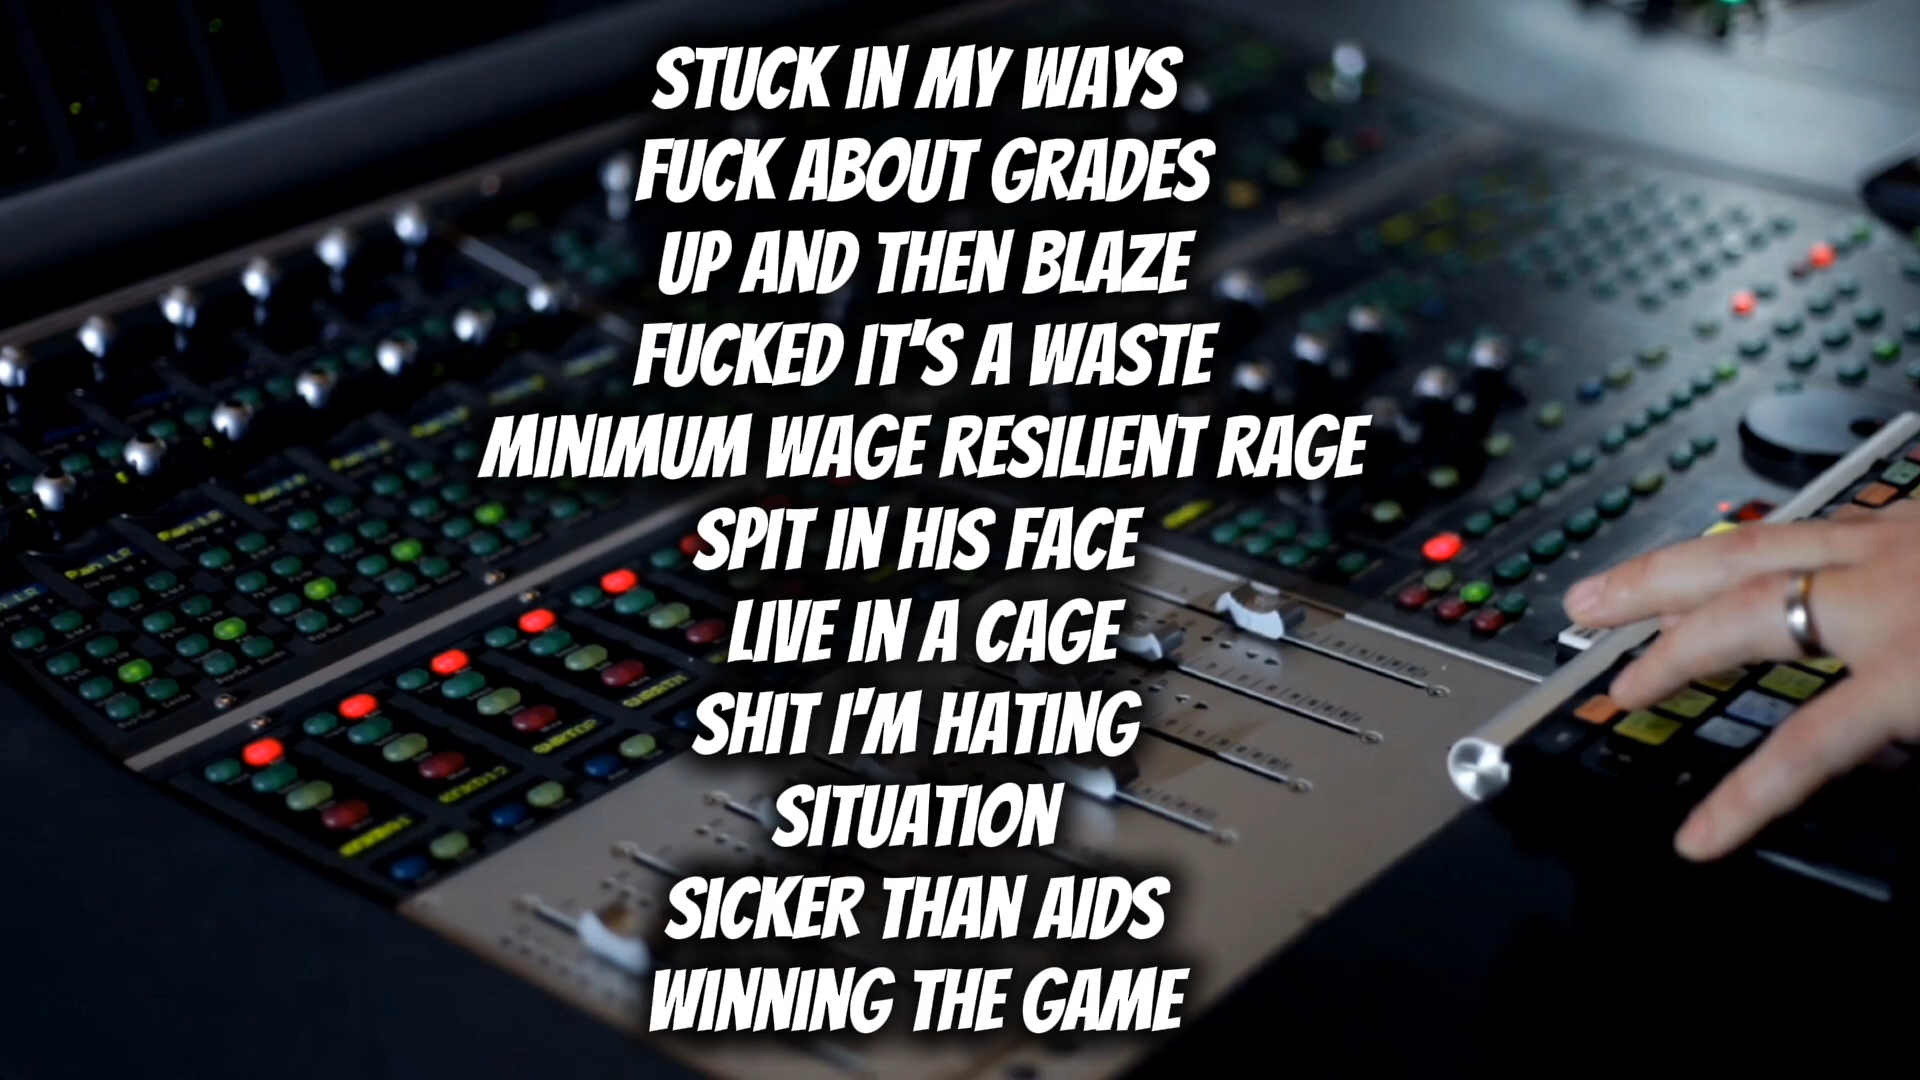 STUCK IN MY WAYS
FUCK ABOUT GRADES
UP AND THEN BLAZE
FUCKED IT'S A WASTE
MINIMUM WAGE RESILIENT RAGE
SPIT IN HIS FACE
LIVE IN A CAGE
SHIT I'M HATING
SITUATION
SICKER THAN AIDS
WINNING THE GAME